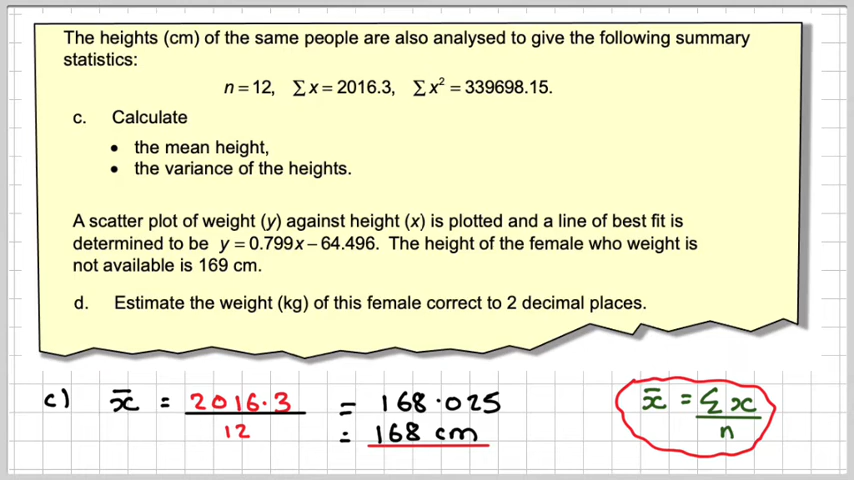 The heights (cm) of the same people are also analysed to give the following summary
statistics:
n = 12, ∑x = 2016.3, ∑x² = 339698.15.
c. Calculate
• the mean height,
• the variance of the heights.
A scatter plot of weight (y) against height (x) is plotted and a line of best fit is
determined to be y = 0.799x – 64.496. The height of the female who weight is
not available is 169 cm.
d. Estimate the weight (kg) of this female correct to 2 decimal places.
c) x̄ = 2016.3 / 12 = 168.025
= 168 cm
x̄ = ∑x / n